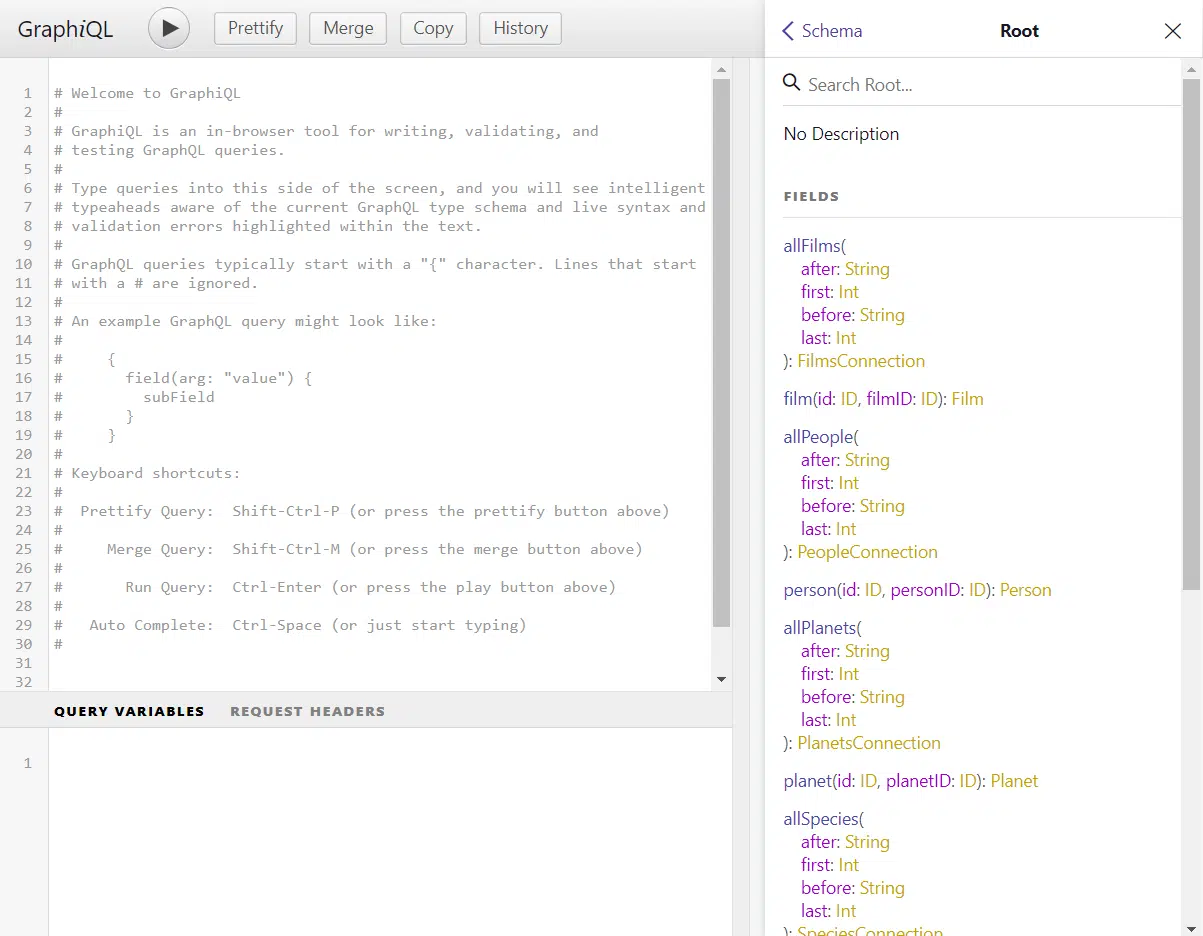 GraphiQL Prettify Merge Copy History
1 # Welcome to GraphiQL
2 #
3 # GraphiQL is an in-browser tool for writing, validating, and
4 # testing GraphQL queries.
5 #
6 # Type queries into this side of the screen, and you will see intelligent
7 # typeaheads aware of the current GraphQL type schema and live syntax and
8 # validation errors highlighted within the text.
9 #
10 # GraphQL queries typically start with a "{" character. Lines that start
11 # with a # are ignored.
12 #
13 # An example GraphQL query might look like:
14 #
15 #     {
16 #       field(arg: "value") {
17 #         subField
18 #       }
19 #     }
20 #
21 # Keyboard shortcuts:
22 #
23 #  Prettify Query:  Shift-Ctrl-P (or press the prettify button above)
24 #
25 #     Merge Query:  Shift-Ctrl-M (or press the merge button above)
26 #
27 #       Run Query:  Ctrl-Enter (or press the play button above)
28 #
29 #   Auto Complete:  Ctrl-Space (or just start typing)
30 #
31
32
QUERY VARIABLES REQUEST HEADERS
1
Schema Root
Search Root...
No Description
FIELDS
allFilms(
after: String
first: Int
before: String
last: Int
): FilmsConnection
film(id: ID, filmID: ID): Film
allPeople(
after: String
first: Int
before: String
last: Int
): PeopleConnection
person(id: ID, personID: ID): Person
allPlanets(
after: String
first: Int
before: String
last: Int
): PlanetsConnection
planet(id: ID, planetID: ID): Planet
allSpecies(
after: String
first: Int
before: String
last: Int
): SpeciesConnection